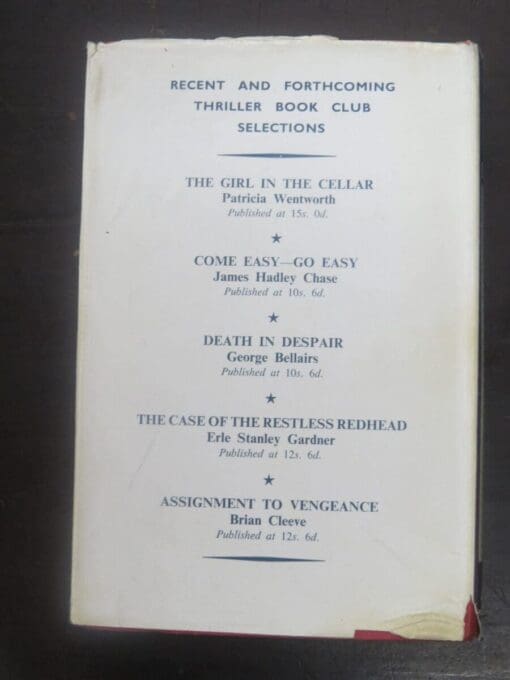 RECENT AND FORTHCOMING
THRILLER BOOK CLUB
SELECTIONS
THE GIRL IN THE CELLAR
Patricia Wentworth
Published at 15s. 0d.
★
COME EASY—GO EASY
James Hadley Chase
Published at 10s. 6d.
★
DEATH IN DESPAIR
George Bellairs
Published at 10s. 6d.
★
THE CASE OF THE RESTLESS REDHEAD
Erle Stanley Gardner
Published at 12s. 6d.
★
ASSIGNMENT TO VENGEANCE
Brian Cleeve
Published at 12s. 6d.